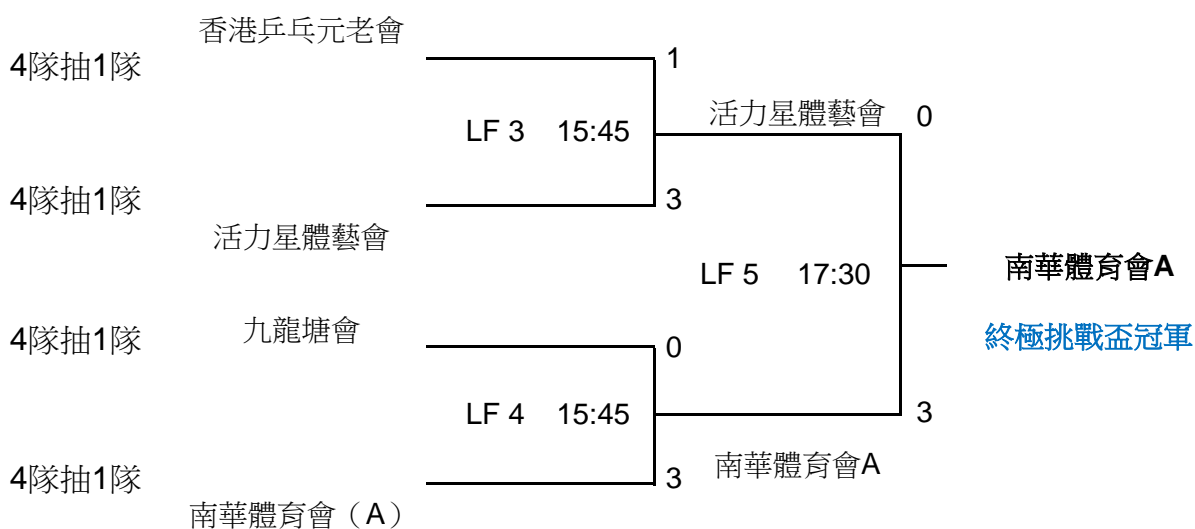 香港乒乓元老會
4隊抽1隊
1
活力星體藝會 0
LF 3 15:45
4隊抽1隊
3
活力星體藝會
LF 5 17:30
南華體育會A
九龍塘會
4隊抽1隊
0
終極挑戰盃冠軍
LF 4 15:45
3
南華體育會A
4隊抽1隊
3
南華體育會（A）